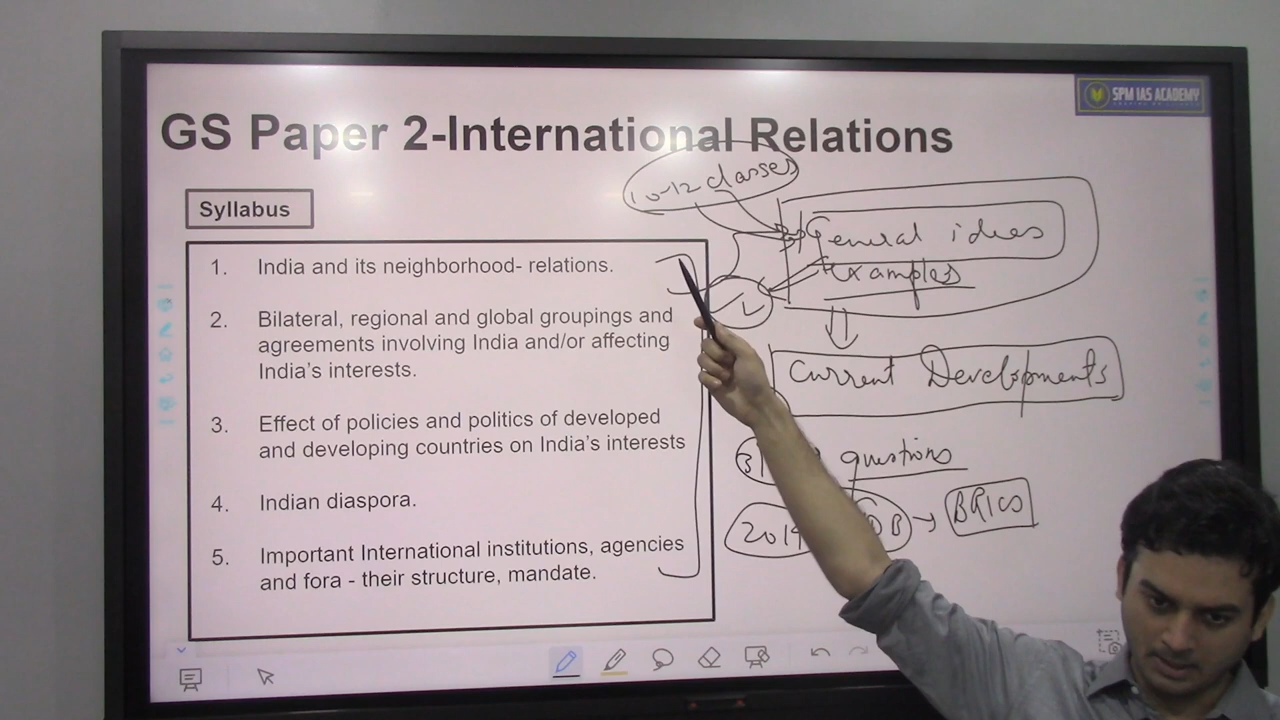 SPM IAS ACADEMY
GS Paper 2-International Relations
10-12 classes
Syllabus
General ideas
+ examples
1. India and its neighborhood- relations.
2. Bilateral, regional and global groupings and
agreements involving India and/or affecting
India's interests.
Current Developments
3. Effect of policies and politics of developed
and developing countries on India's interests
questions
4. Indian diaspora.
2014
BRICS
5. Important International institutions, agencies
and fora - their structure, mandate.